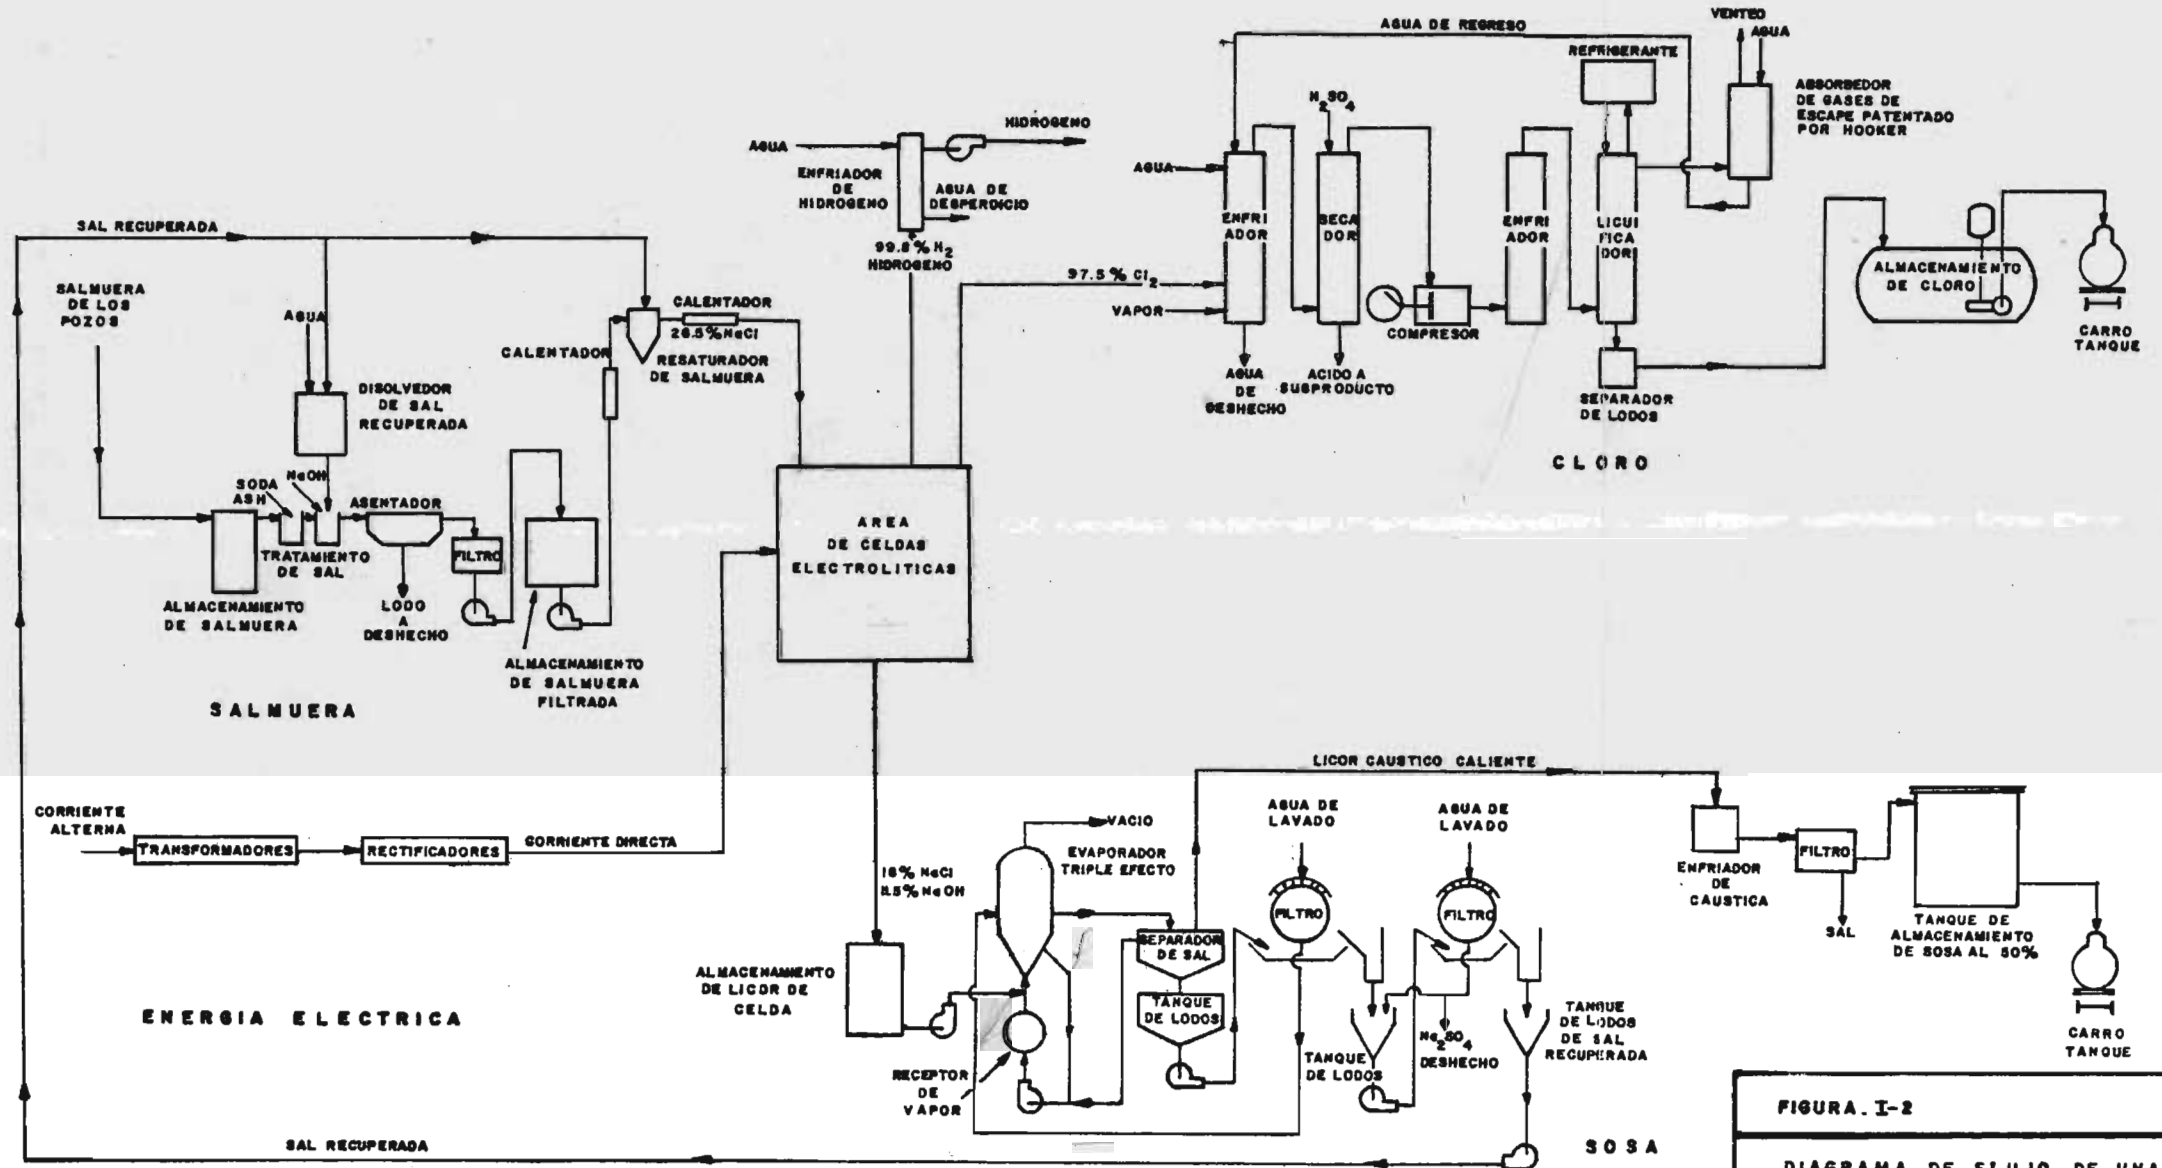 AGUA DE REGRESO
VENTEO
AGUA
REFRIGERANTE
ABSORBEDOR
DE GASES DE
ESCAPE PATENTADO
POR HOOKER
H2SO4
HIDROGENO
AGUA
ENFRIADOR
DE
HIDROGENO
AGUA DE
DESPERDICIO
99.8% H2
HIDROGENO
AGUA
ENFRI
ADOR
SECA
DOR
ENFRI
ADOR
LICUI
FICA
DOR
97.5% Cl2
VAPOR
COMPRESOR
AGUA
DE
DESHECHO
ACIDO A
SUBPRODUCTO
SEPARADOR
DE LODOS
ALMACENAMIENTO
DE CLORO
CARRO
TANQUE
CLORO
SAL RECUPERADA
SALMUERA
DE LOS
POZOS
AGUA
CALENTADOR
26.5% NaCl
CALENTADOR
RESATURADOR
DE SALMUERA
DISOLVEDOR
DE SAL
RECUPERADA
SODA
ASH
NaOH
ASENTADOR
TRATAMIENTO
DE SAL
FILTRO
ALMACENAMIENTO
DE SALMUERA
LODO
A
DESHECHO
ALMACENAMIENTO
DE SALMUERA
FILTRADA
SALMUERA
AREA
DE CELDAS
ELECTROLITICAS
CORRIENTE
ALTERNA
TRANSFORMADORES
RECTIFICADORES
CORRIENTE DIRECTA
ENERGIA ELECTRICA
16% NaCl
11.5% NaOH
VACIO
EVAPORADOR
TRIPLE EFECTO
LICOR CAUSTICO CALIENTE
AGUA DE
LAVADO
AGUA DE
LAVADO
FILTRO
FILTRO
SEPARADOR
DE SAL
TANQUE
DE LODOS
ALMACENAMIENTO
DE LICOR DE
CELDA
RECEPTOR
DE
VAPOR
TANQUE
DE LODOS
Na2SO4
DESHECHO
TANQUE
DE LODOS
DE SAL
RECUPERADA
ENFRIADOR
DE
CAUSTICA
FILTRO
SAL
TANQUE DE
ALMACENAMIENTO
DE SOSA AL 50%
CARRO
TANQUE
SAL RECUPERADA
SOSA
FIGURA. I-2
DIAGRAMA DE FLUJO DE UNA